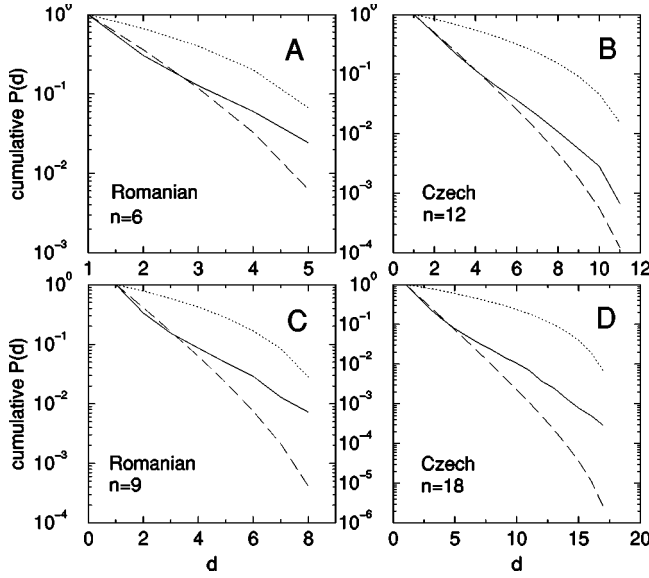 cumulative P(d)
10^0
10^-1
10^-2
10^-3
A
Romanian
n=6
1 2 3 4 5
10^0
10^-1
10^-2
10^-3
10^-4
B
Czech
n=12
0 2 4 6 8 10 12
cumulative P(d)
10^0
10^-1
10^-2
10^-3
10^-4
C
Romanian
n=9
0 2 4 6 8
d
10^0
10^-1
10^-2
10^-3
10^-4
10^-5
10^-6
D
Czech
n=18
0 5 10 15 20
d